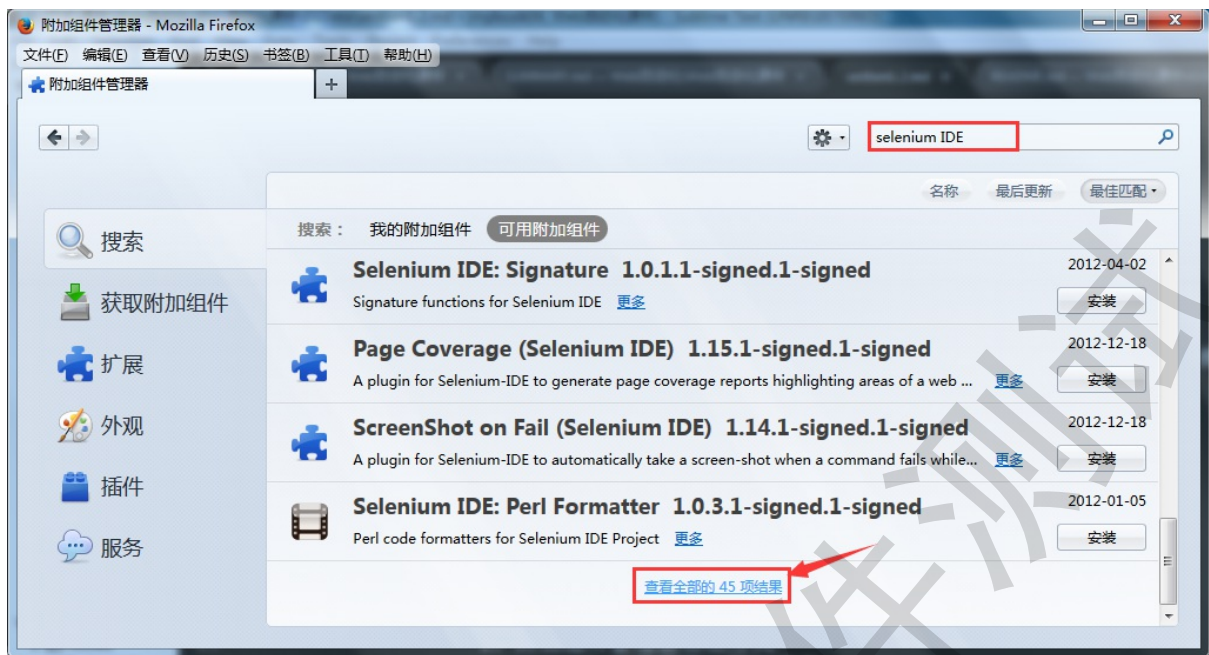 附加组件管理器 - Mozilla Firefox
文件(F) 编辑(E) 查看(V) 历史(S) 书签(B) 工具(T) 帮助(H)
附加组件管理器
selenium IDE
名称 最后更新 最佳匹配
搜索
获取附加组件
扩展
外观
插件
服务
搜索： 我的附加组件 可用附加组件
Selenium IDE: Signature 1.0.1.1-signed.1-signed 2012-04-02
Signature functions for Selenium IDE 更多 安装
Page Coverage (Selenium IDE) 1.15.1-signed.1-signed 2012-12-18
A plugin for Selenium-IDE to generate page coverage reports highlighting areas of a web ... 更多 安装
ScreenShot on Fail (Selenium IDE) 1.14.1-signed.1-signed 2012-12-18
A plugin for Selenium-IDE to automatically take a screen-shot when a command fails while... 更多 安装
Selenium IDE: Perl Formatter 1.0.3.1-signed.1-signed 2012-01-05
Perl code formatters for Selenium IDE Project 更多 安装
查看全部的 45 项结果
件测试